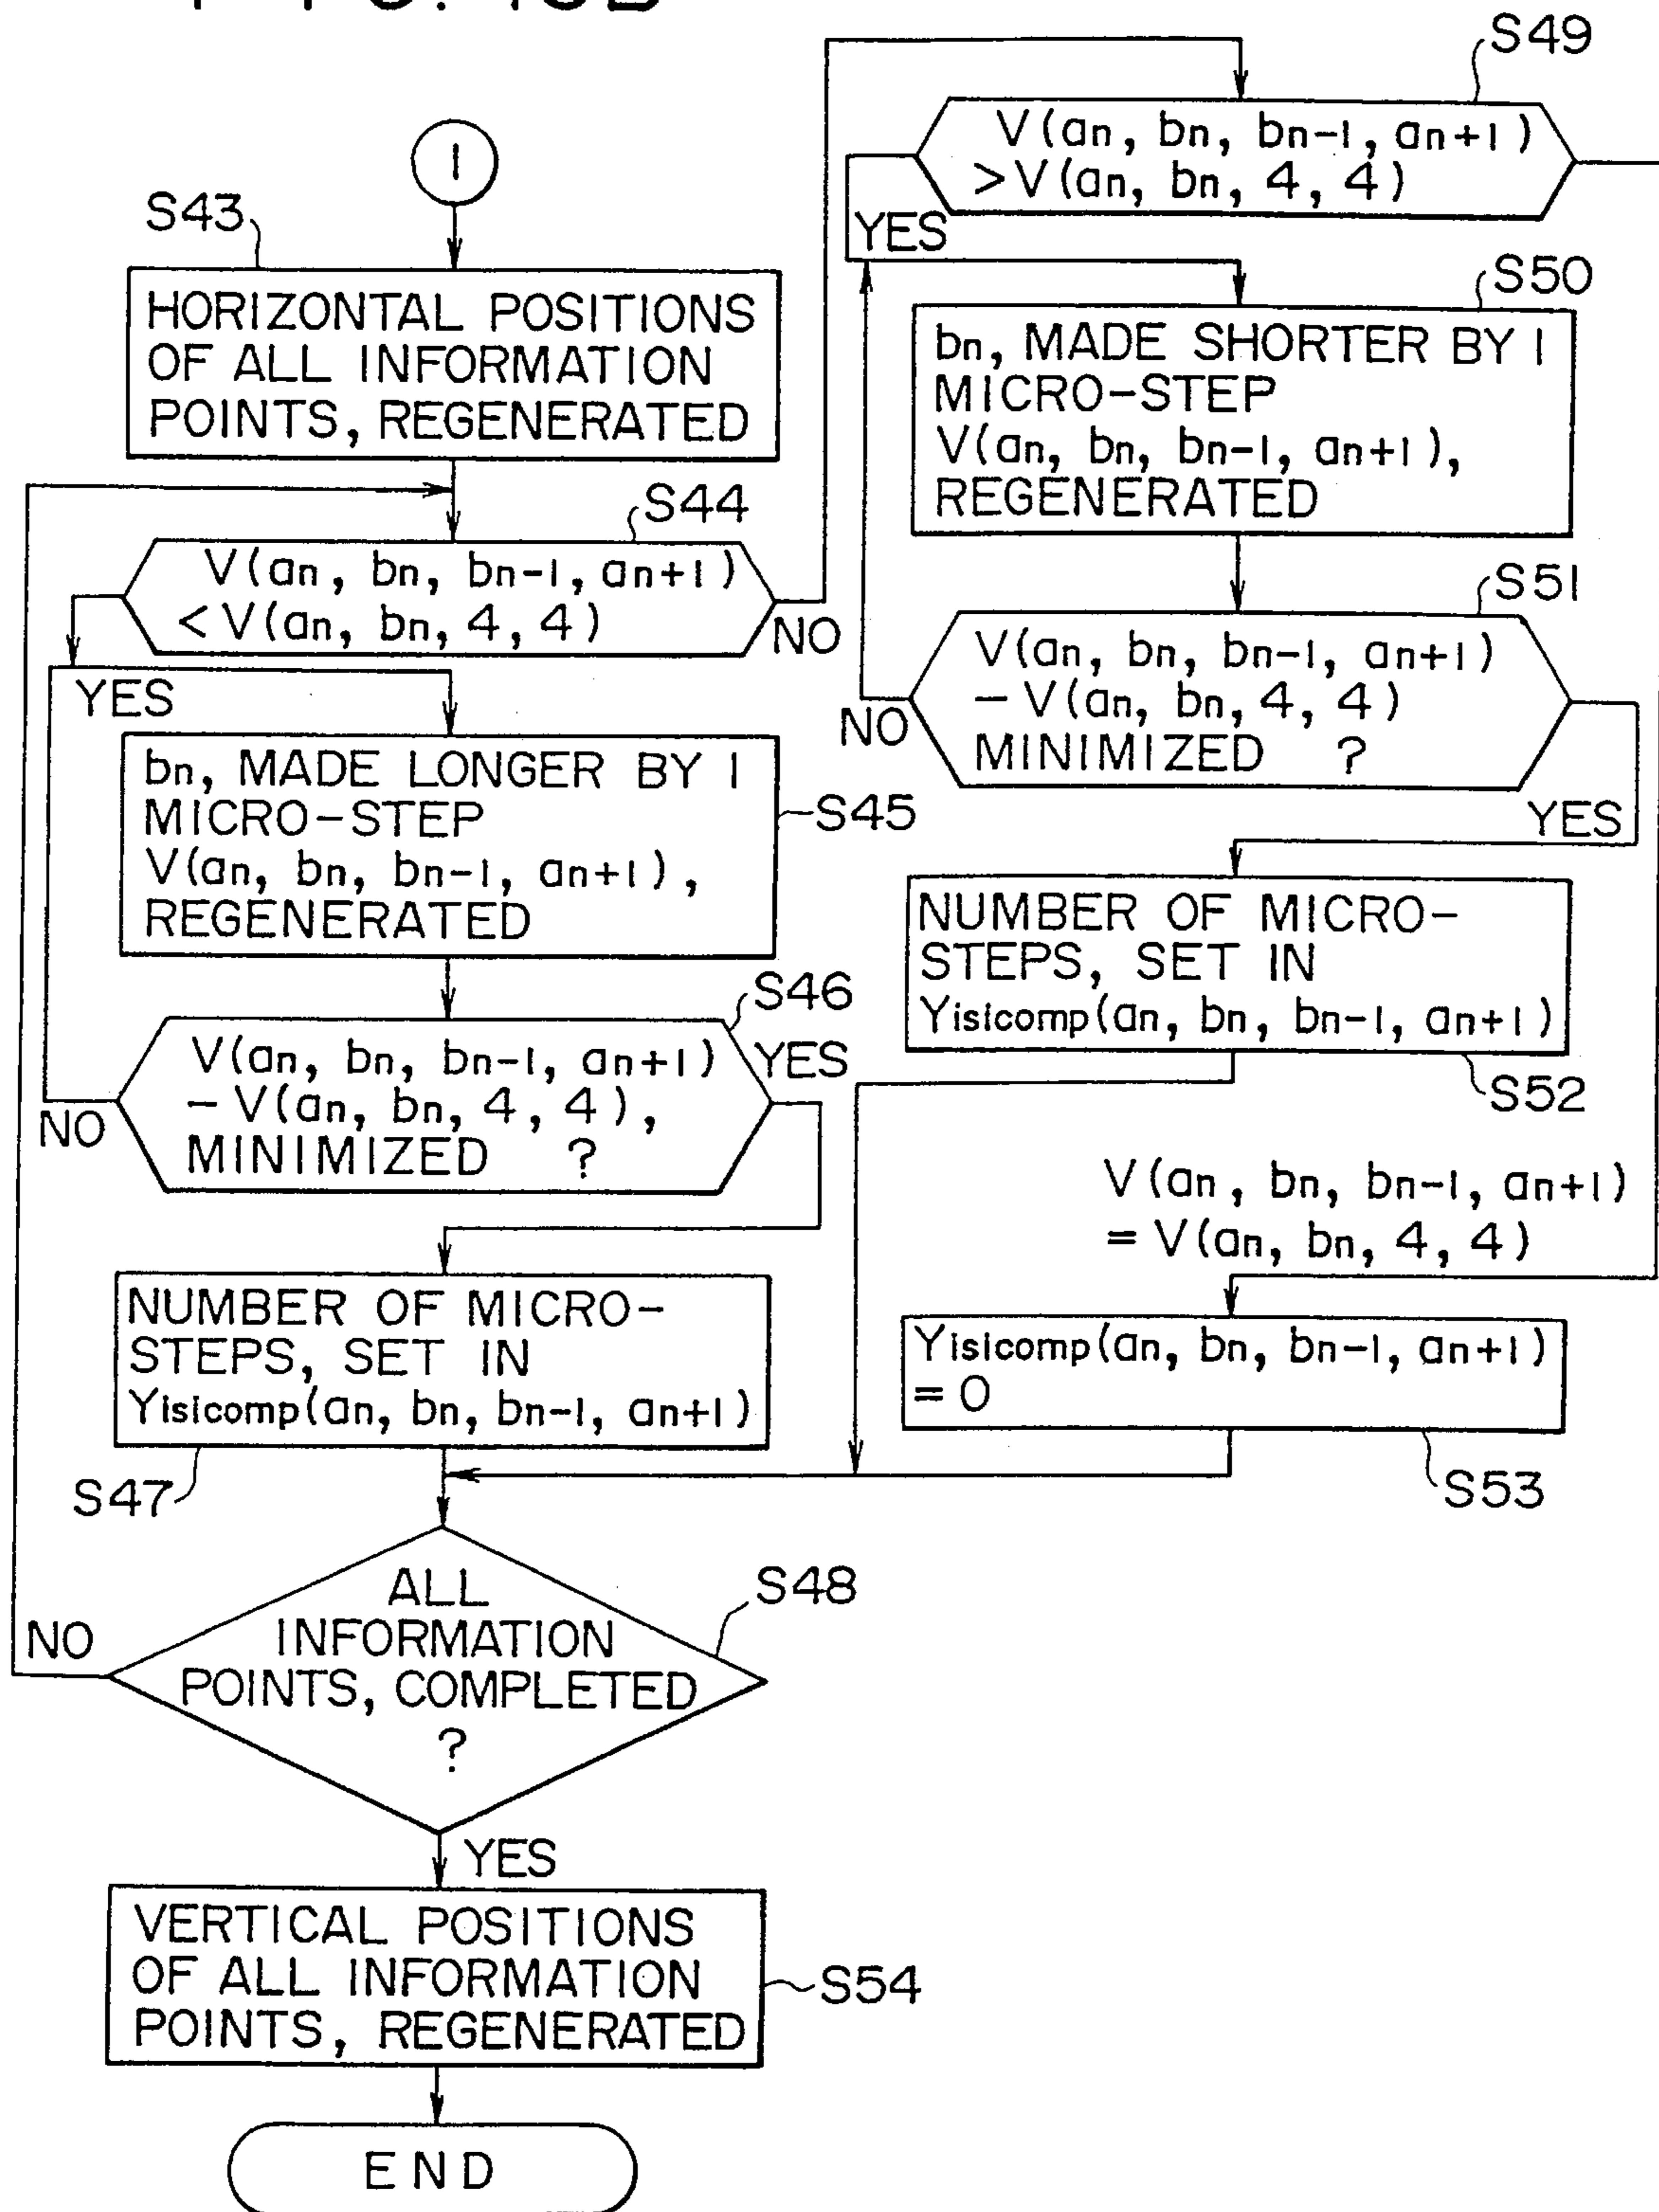 I
S43
HORIZONTAL POSITIONS
OF ALL INFORMATION
POINTS, REGENERATED
S44
V(an, bn, bn-1, an+1)
< V(an, bn, 4, 4)
NO
YES
bn, MADE LONGER BY 1
MICRO-STEP
V(an, bn, bn-1, an+1),
REGENERATED
S45
S46
V(an, bn, bn-1, an+1)
- V(an, bn, 4, 4),
MINIMIZED ?
YES
NO
NUMBER OF MICRO-
STEPS, SET IN
Yisicomp(an, bn, bn-1, an+1)
S47
ALL
INFORMATION
POINTS, COMPLETED
?
S48
NO
YES
VERTICAL POSITIONS
OF ALL INFORMATION
POINTS, REGENERATED
S54
END
S49
V(an, bn, bn-1, an+1)
> V(an, bn, 4, 4)
YES
S50
bn, MADE SHORTER BY 1
MICRO-STEP
V(an, bn, bn-1, an+1),
REGENERATED
S51
V(an, bn, bn-1, an+1)
- V(an, bn, 4, 4)
MINIMIZED ?
NO
YES
NUMBER OF MICRO-
STEPS, SET IN
Yisicomp(an, bn, bn-1, an+1)
S52
V(an, bn, bn-1, an+1)
= V(an, bn, 4, 4)
Yisicomp(an, bn, bn-1, an+1)
= 0
S53